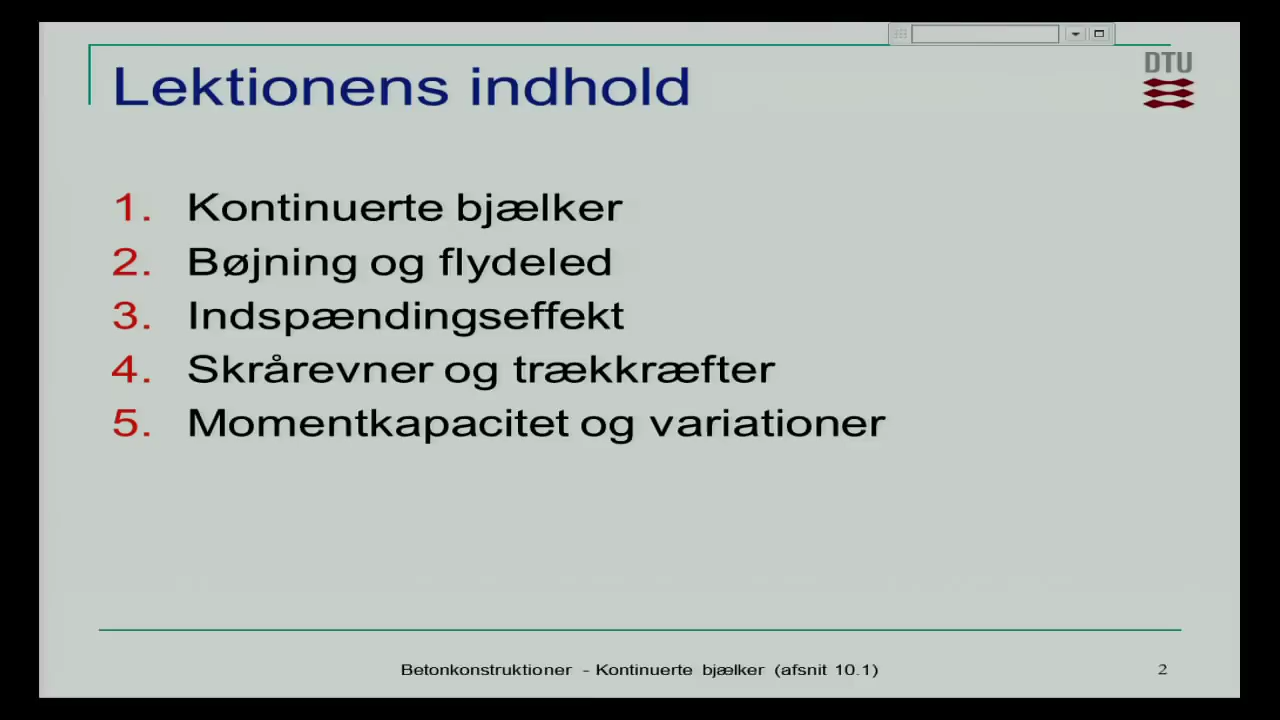 DTU
Lektionens indhold
1. Kontinuerte bjælker
2. Bøjning og flydeled
3. Indspændingseffekt
4. Skrårevner og trækkræfter
5. Momentkapacitet og variationer
Betonkonstruktioner - Kontinuerte bjælker (afsnit 10.1)
2